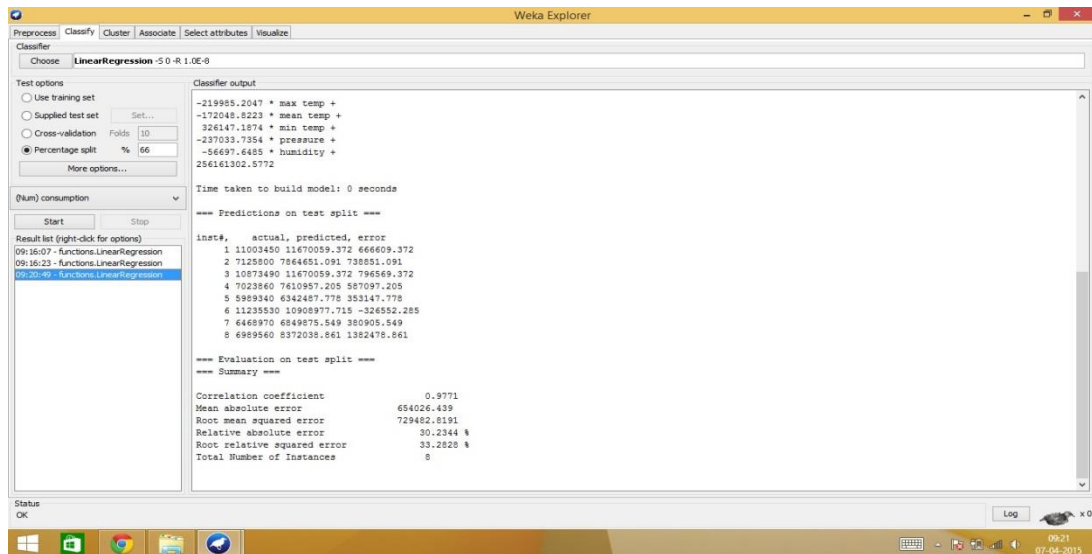 Weka Explorer
Preprocess Classify Cluster Associate Select attributes Visualize
Classifier
Choose LinearRegression -S 0 -R 1.0E-8
Test options
Use training set
Supplied test set Set...
Cross-validation Folds 10
Percentage split % 66
More options...
(Num) consumption
Start Stop
Result list (right-click for options)
09:16:07 - functions.LinearRegression
09:16:23 - functions.LinearRegression
09:20:49 - functions.LinearRegression
Classifier output
-219985.2047 * max temp +
-172048.8223 * mean temp +
326147.1874 * min temp +
-237033.7354 * pressure +
-56697.6485 * humidity +
256161302.5772
Time taken to build model: 0 seconds
=== Predictions on test split ===
inst#, actual, predicted, error
1 11003450 11670059.372 666609.372
2 7125800 7864651.091 738851.091
3 10873490 11670059.372 796569.372
4 7023860 7610957.205 587097.205
5 5989340 6342487.778 353147.778
6 11235530 10908977.715 -326552.285
7 6468970 6849875.549 380905.549
8 6989560 8372038.861 1382478.861
=== Evaluation on test split ===
=== Summary ===
Correlation coefficient 0.9771
Mean absolute error 654026.439
Root mean squared error 729482.8191
Relative absolute error 30.2344 %
Root relative squared error 33.2828 %
Total Number of Instances 8
Status
OK
Log x 0
09:21
07-04-2015